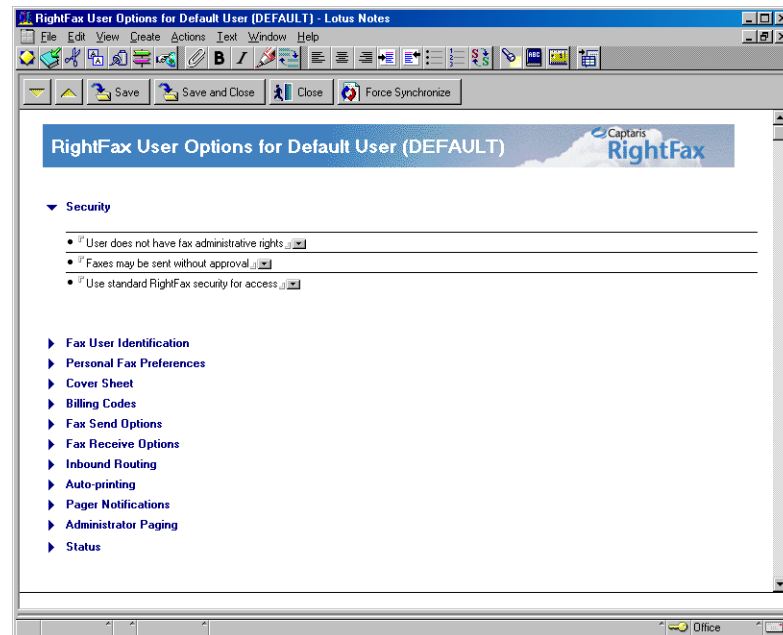 RightFax User Options for Default User (DEFAULT) - Lotus Notes
File Edit View Create Actions Text Window Help
B I ABC
Save Save and Close Close Force Synchronize
RightFax User Options for Default User (DEFAULT)
Captaris
RightFax
Security
User does not have fax administrative rights
Faxes may be sent without approval
Use standard RightFax security for access
Fax User Identification
Personal Fax Preferences
Cover Sheet
Billing Codes
Fax Send Options
Fax Receive Options
Inbound Routing
Auto-printing
Pager Notifications
Administrator Paging
Status
Office